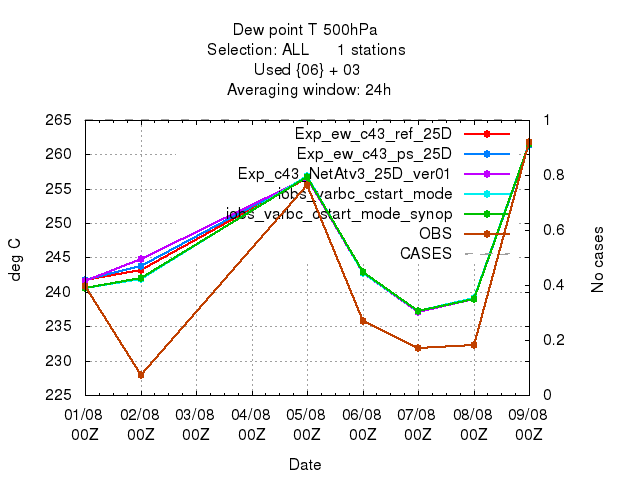 Dew point T 500hPa
Selection: ALL 1 stations
Used {06} + 03
Averaging window: 24h
265
260
255
250
245
240
235
230
225
deg C
1
0.8
0.6
0.4
0.2
0
No cases
Exp_ew_c43_ref_25D
Exp_ew_c43_ps_25D
Exp_c43_NetAtv3_25D_ver01
iobs_varbc_cstart_mode
iobs_varbc_cstart_mode_synop
OBS
CASES
01/08 02/08 03/08 04/08 05/08 06/08 07/08 08/08 09/08
00Z 00Z 00Z 00Z 00Z 00Z 00Z 00Z 00Z
Date